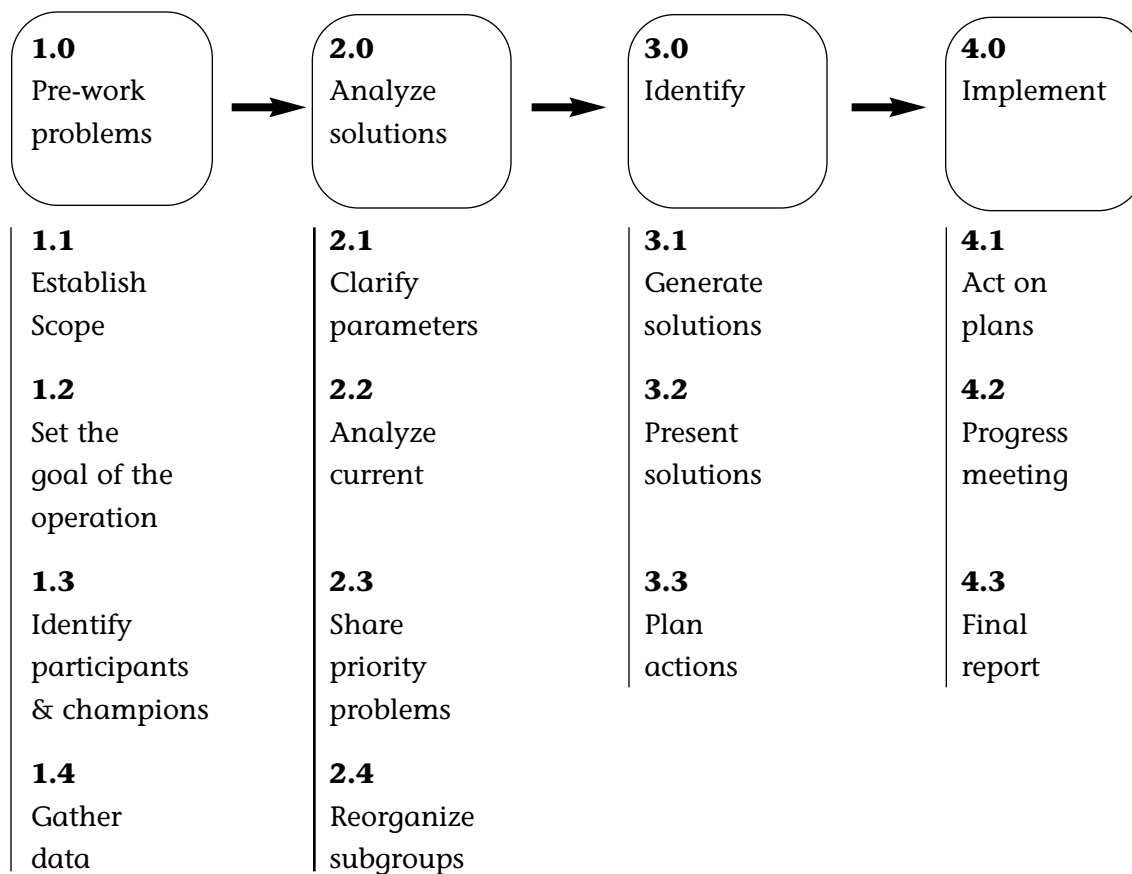 1.0
Pre-work
problems
2.0
Analyze
solutions
3.0
Identify
4.0
Implement
1.1
Establish
Scope
1.2
Set the
goal of the
operation
1.3
Identify
participants
& champions
1.4
Gather
data
2.1
Clarify
parameters
2.2
Analyze
current
2.3
Share
priority
problems
2.4
Reorganize
subgroups
3.1
Generate
solutions
3.2
Present
solutions
3.3
Plan
actions
4.1
Act on
plans
4.2
Progress
meeting
4.3
Final
report